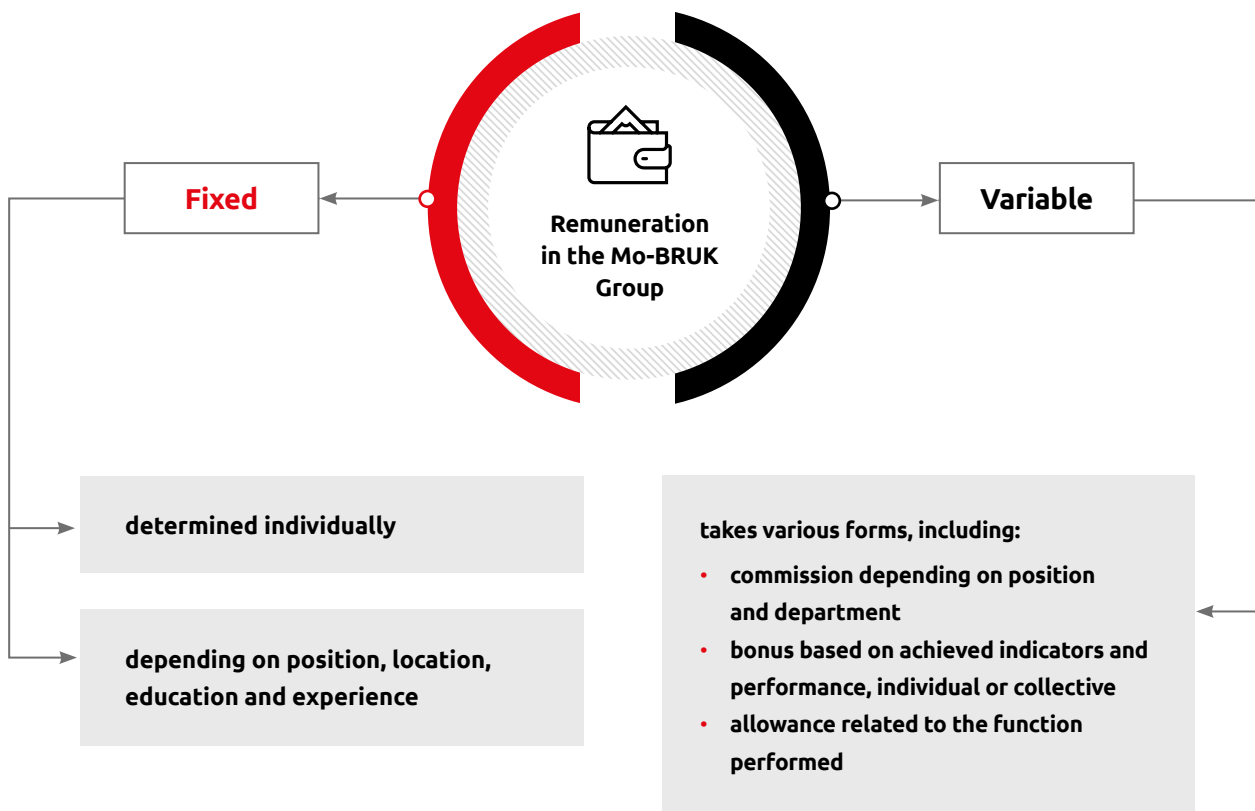 Remuneration
in the Mo-BRUK
Group
Fixed
Variable
determined individually
depending on position, location,
education and experience
takes various forms, including:
• commission depending on position
and department
• bonus based on achieved indicators and
performance, individual or collective
• allowance related to the function
performed